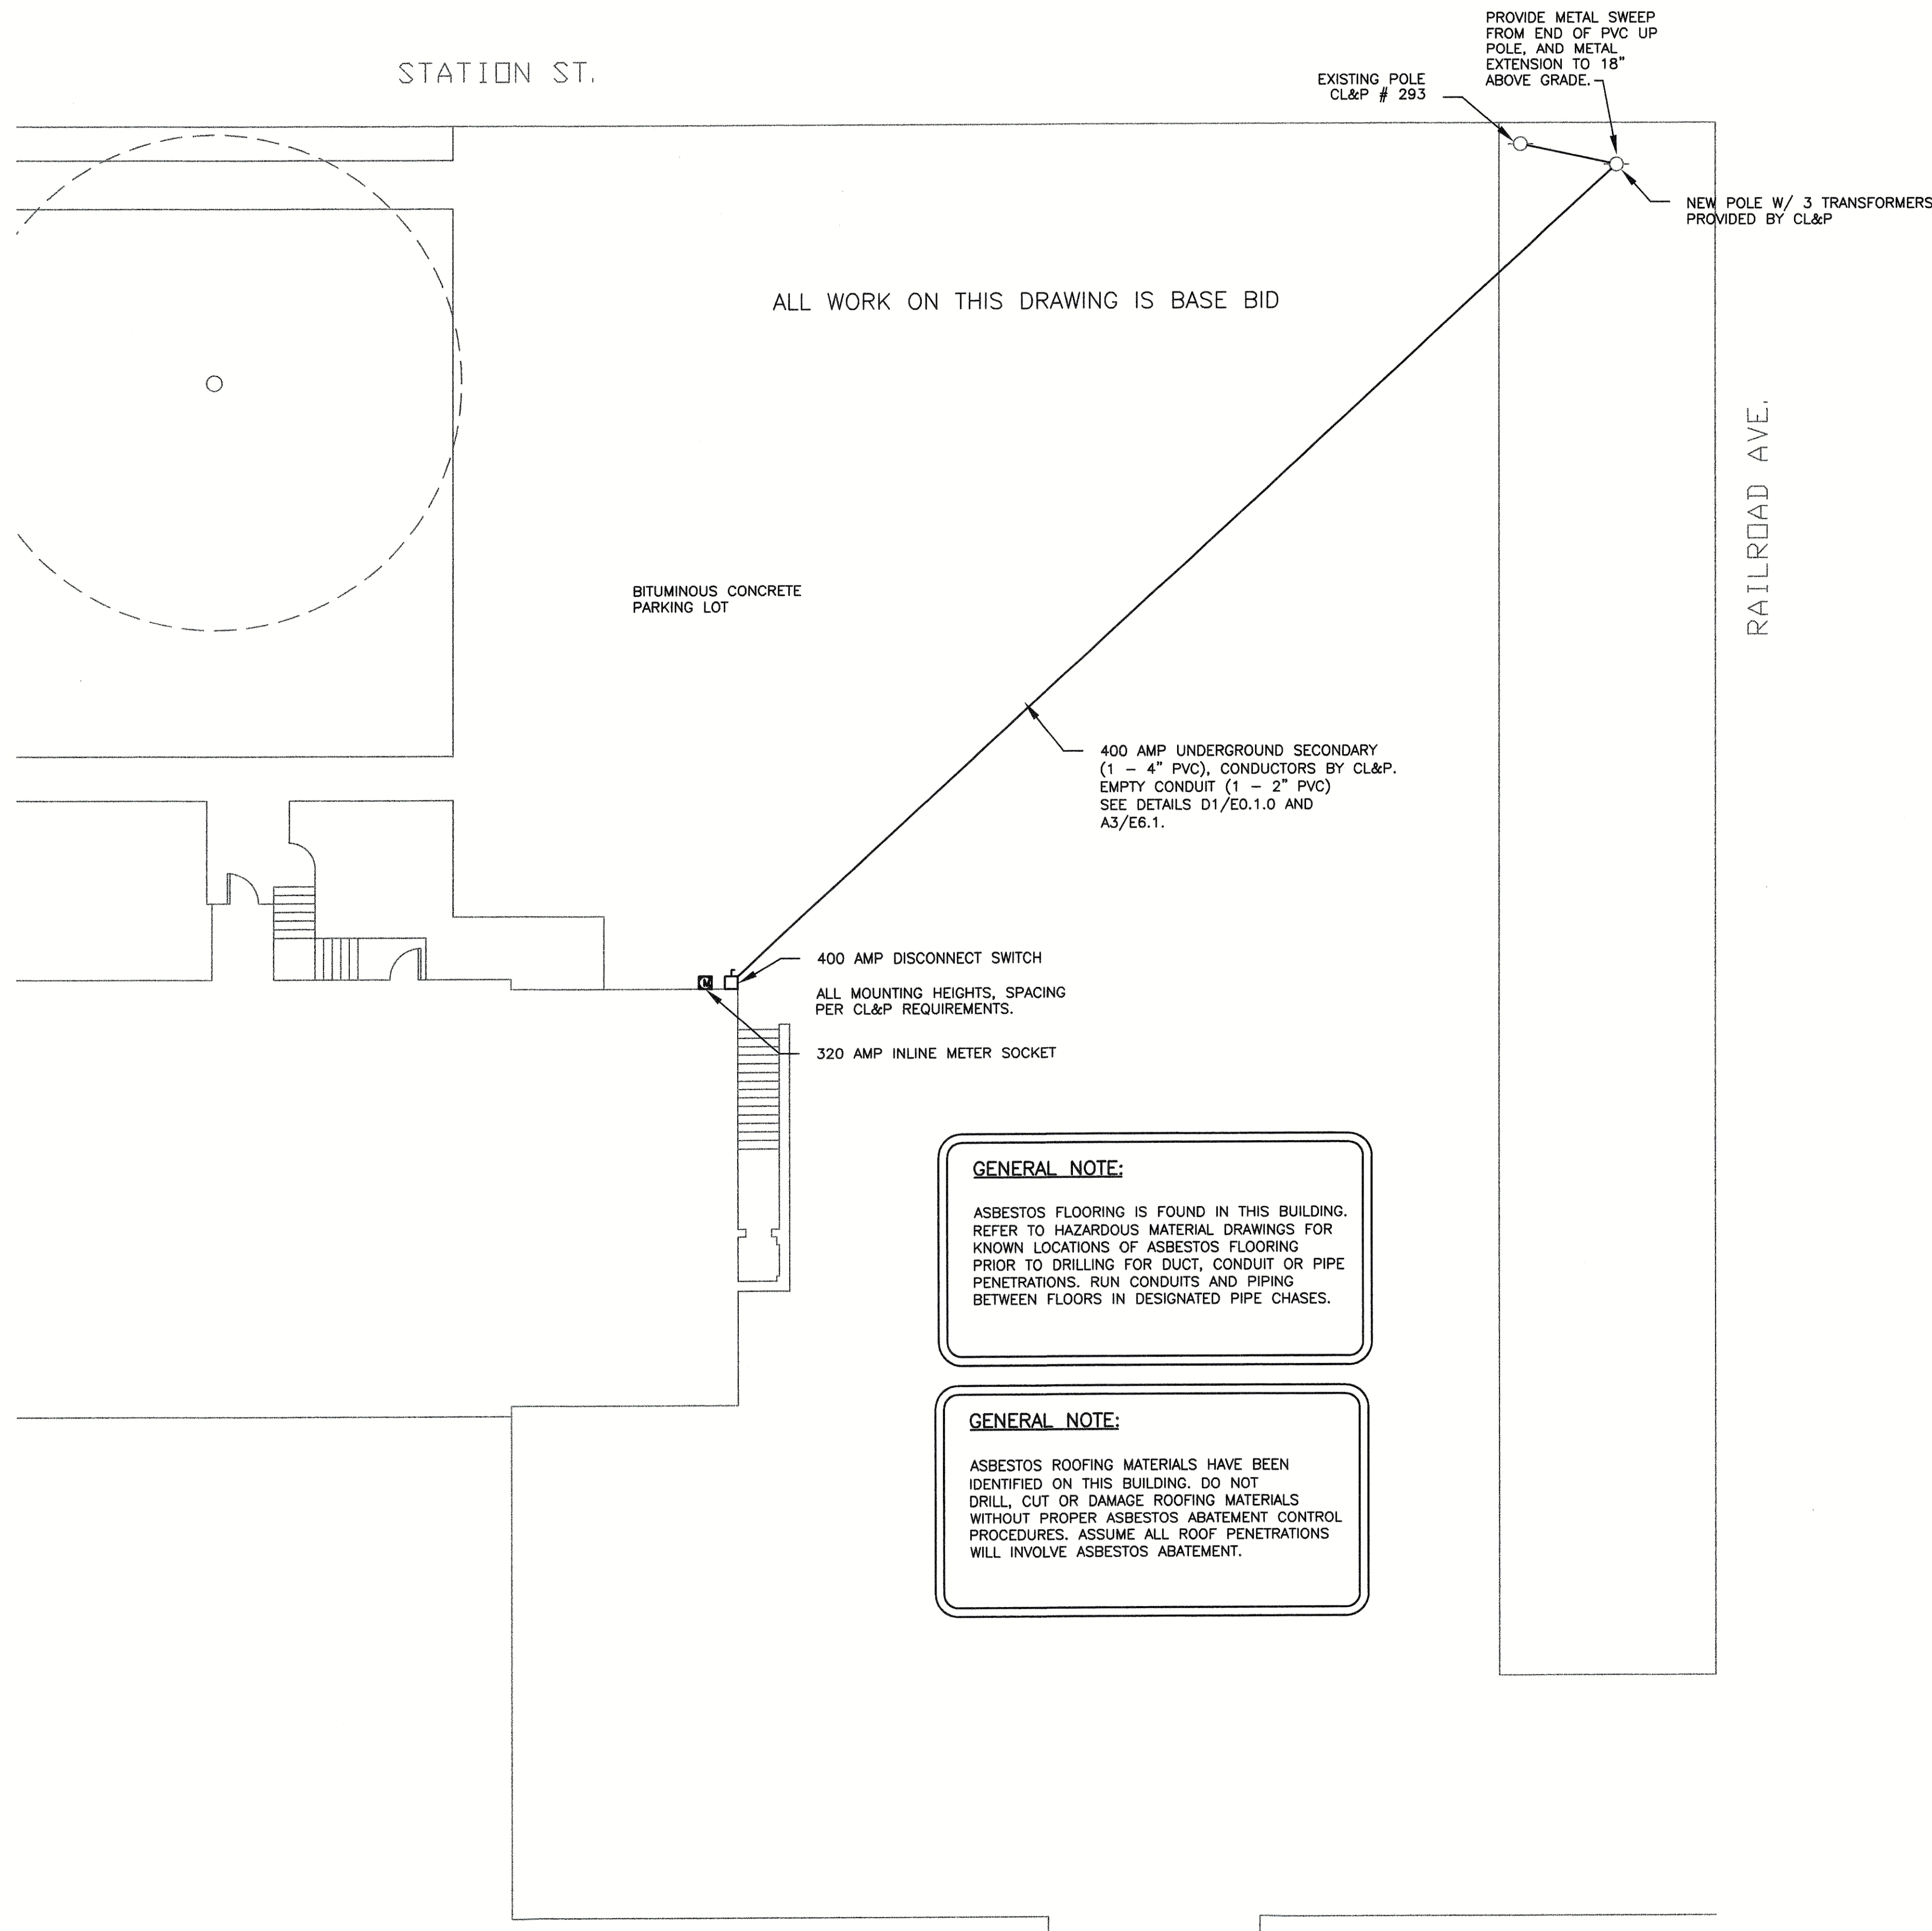 STATION ST.
PROVIDE METAL SWEEP
FROM END OF PVC UP
POLE, AND METAL
EXTENSION TO 18"
ABOVE GRADE.
EXISTING POLE
CL&P # 293
NEW POLE W/ 3 TRANSFORMERS
PROVIDED BY CL&P
ALL WORK ON THIS DRAWING IS BASE BID
RAILROAD AVE.
BITUMINOUS CONCRETE
PARKING LOT
400 AMP UNDERGROUND SECONDARY
(1 – 4" PVC), CONDUCTORS BY CL&P.
EMPTY CONDUIT (1 – 2" PVC)
SEE DETAILS D1/E0.1.0 AND
A3/E6.1.
400 AMP DISCONNECT SWITCH
M
ALL MOUNTING HEIGHTS, SPACING
PER CL&P REQUIREMENTS.
320 AMP INLINE METER SOCKET
GENERAL NOTE:
ASBESTOS FLOORING IS FOUND IN THIS BUILDING.
REFER TO HAZARDOUS MATERIAL DRAWINGS FOR
KNOWN LOCATIONS OF ASBESTOS FLOORING
PRIOR TO DRILLING FOR DUCT, CONDUIT OR PIPE
PENETRATIONS. RUN CONDUITS AND PIPING
BETWEEN FLOORS IN DESIGNATED PIPE CHASES.
GENERAL NOTE:
ASBESTOS ROOFING MATERIALS HAVE BEEN
IDENTIFIED ON THIS BUILDING. DO NOT
DRILL, CUT OR DAMAGE ROOFING MATERIALS
WITHOUT PROPER ASBESTOS ABATEMENT CONTROL
PROCEDURES. ASSUME ALL ROOF PENETRATIONS
WILL INVOLVE ASBESTOS ABATEMENT.